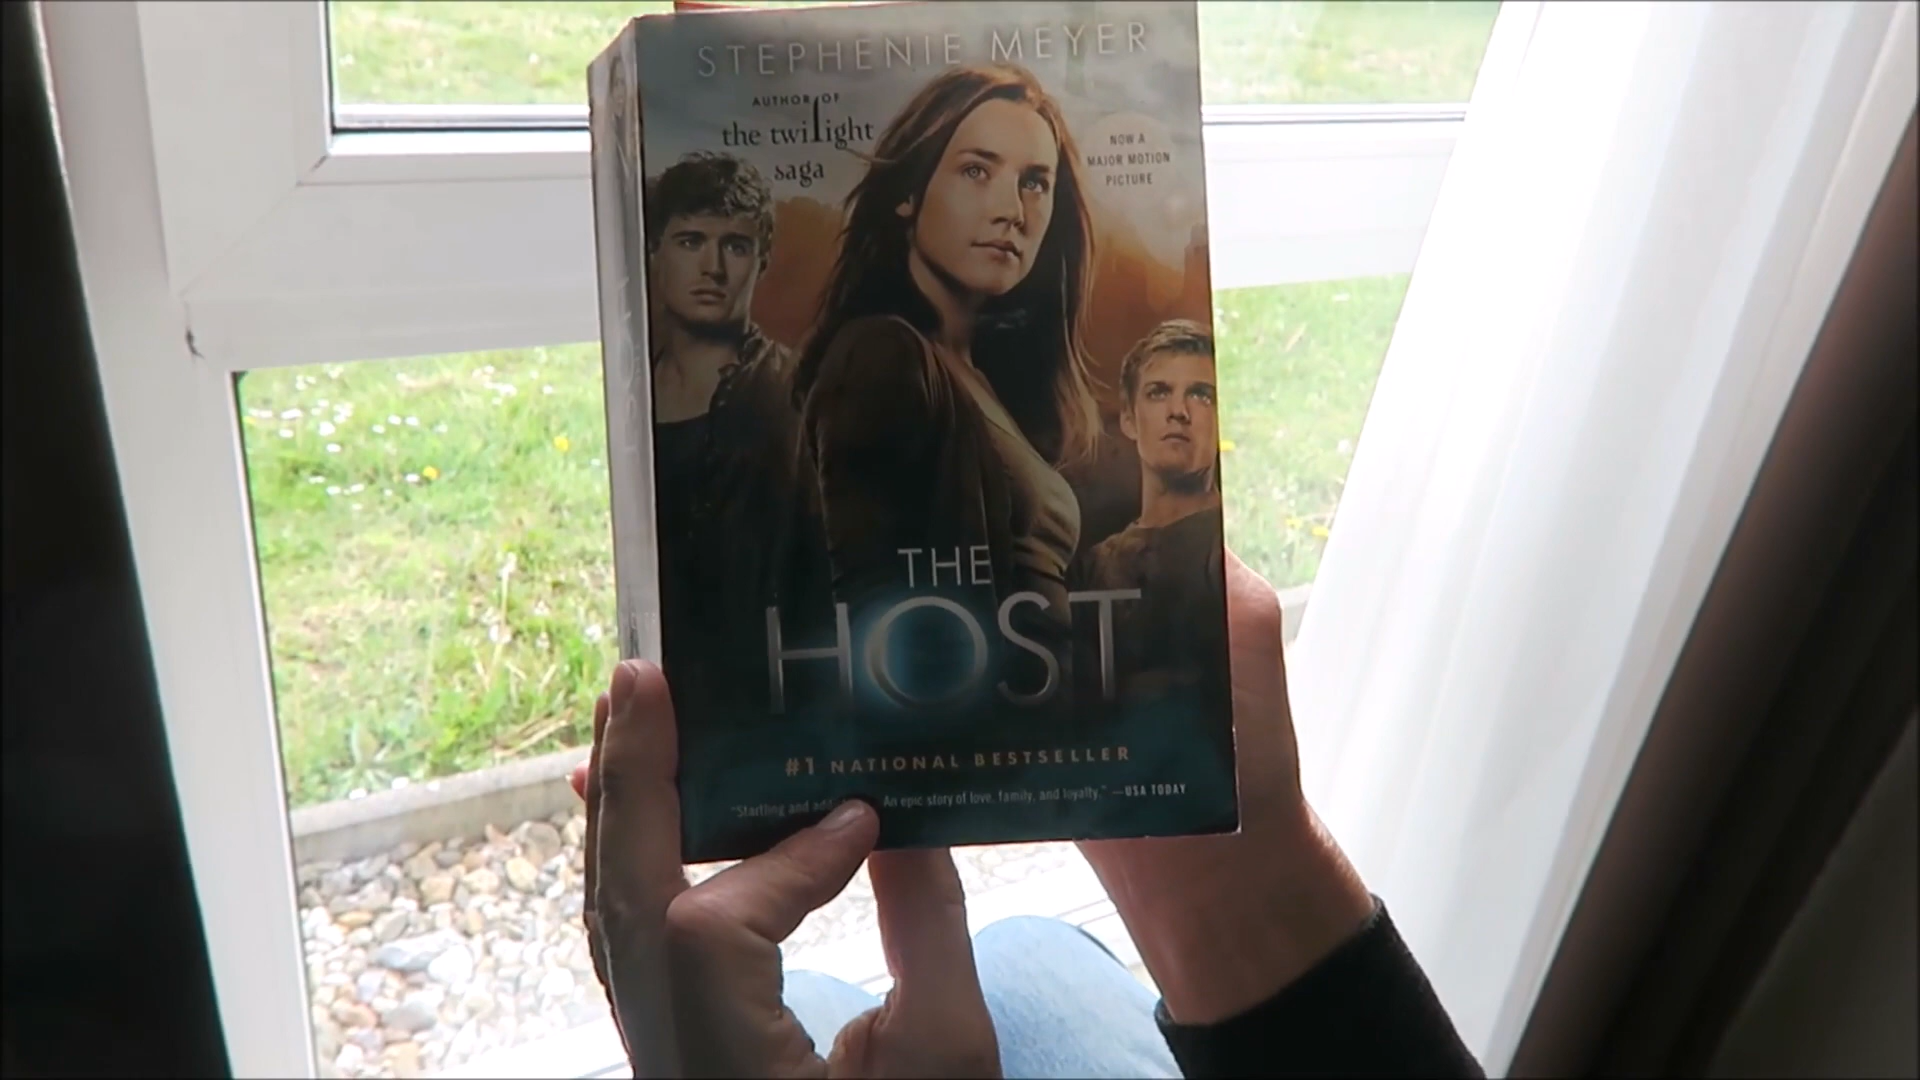 STEPHENIE MEYER
AUTHOR OF
the twilight
saga
NOW A
MAJOR MOTION
PICTURE
THE
HOST
#1 NATIONAL BESTSELLER
"Startling and An epic story of love, family, and loyalty." —USA TODAY